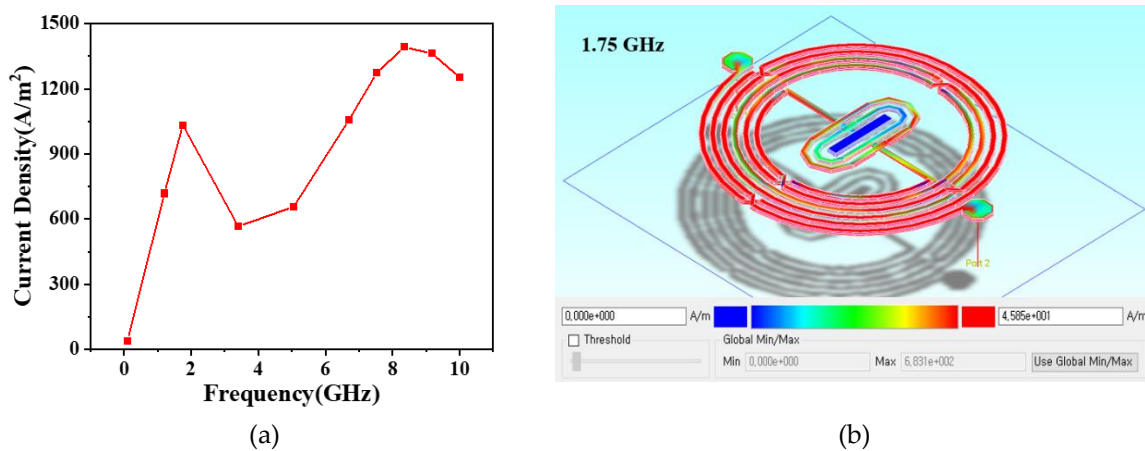 1500
1200
900
600
300
0
Current Density(A/m²)
0 2 4 6 8 10
Frequency(GHz)
(a)
1.75 GHz
Port 2
0,000e+000 A/m 4,585e+001 A/m
Threshold Global Min/Max
Min 0,000e+000 Max 6,831e+002 Use Global Min/Max
(b)